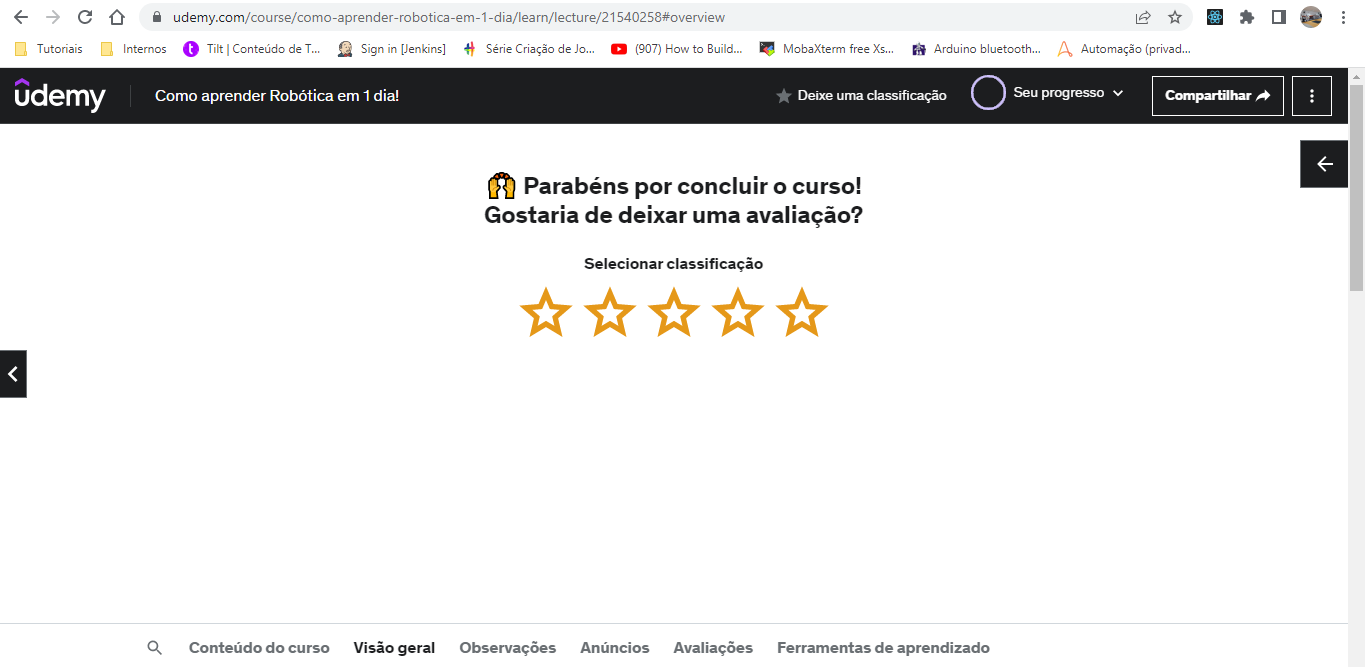 udemy.com/course/como-aprender-robotica-em-1-dia/learn/lecture/21540258#overview
Tutoriais Internos t Tilt | Conteúdo de T... Sign in [Jenkins] Série Criação de Jo... (907) How to Build... MobaXterm free Xs... Arduino bluetooth... Automação (privad...
udemy Como aprender Robótica em 1 dia! Deixe uma classificação Seu progresso Compartilhar
Parabéns por concluir o curso!
Gostaria de deixar uma avaliação?
Selecionar classificação
Conteúdo do curso Visão geral Observações Anúncios Avaliações Ferramentas de aprendizado